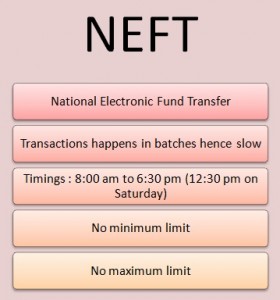 NEFT
National Electronic Fund Transfer
Transactions happens in batches hence slow
Timings : 8:00 am to 6:30 pm (12:30 pm on
Saturday)
No minimum limit
No maximum limit